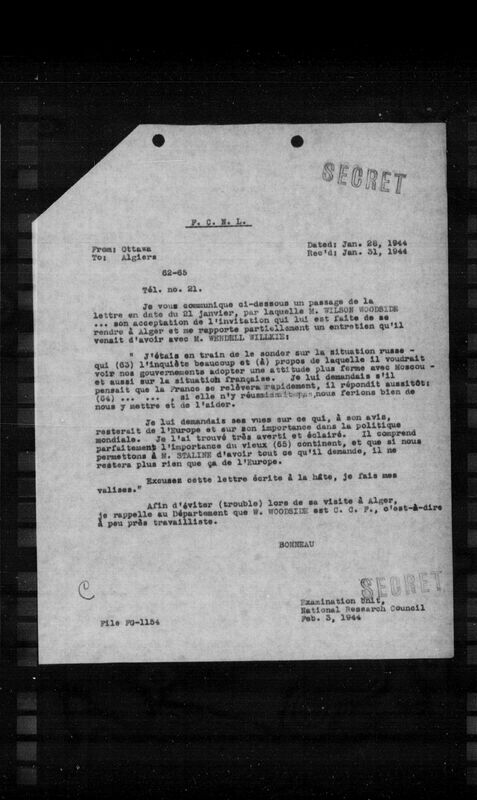 SECRET
F. C. N. L.
From: Ottawa Dated: Jan. 28, 1944
To: Algiers Rec'd: Jan. 31, 1944
62-65
Tél. no. 21.
Je vous communique ci-dessous un passage de la
lettre en date du 21 janvier, par laquelle M. WILSON WOODSIDE
... son acceptation de l'invitation qui lui est faite de se
rendre à Alger et me rapporte partiellement un entretien qu'il
venait d'avoir avec M. WENDELL WILLKIE:
" J'étais en train de le sonder sur la situation russe -
qui (63) l'inquiète beaucoup et (à) propos de laquelle il voudrait
voir nos gouvernements adopter une attitude plus ferme avec Moscou -
et aussi sur la situation française. Je lui demandais s'il
pensait que la France se relèvera rapidement, il répondit aussitôt:
(64) ... ... , si elle n'y nous ferions bien de
nous y mettre et de l'aider.
Je lui demandais ses vues sur ce qui, à son avis,
resterait de l'Europe et sur son importance dans la politique
mondiale. Je l'ai trouvé très averti et éclairé. Il comprend
parfaitement l'importance du vieux (65) continent, et que si nous
permettons à M. STALINE d'avoir tout ce qu'il demande, il ne
restera plus rien que ça de l'Europe.
Excusez cette lettre écrite à la hâte, je fais mes
valises."
Afin d'éviter (trouble) lors de sa visite à Alger,
je rappelle au Département que W. WOODSIDE est C. C. F., c'est-à-dire
à peu près travailliste.
BONNEAU
C
SECRET
Examination Unit,
National Research Council
File FG-1154 Feb. 3, 1944